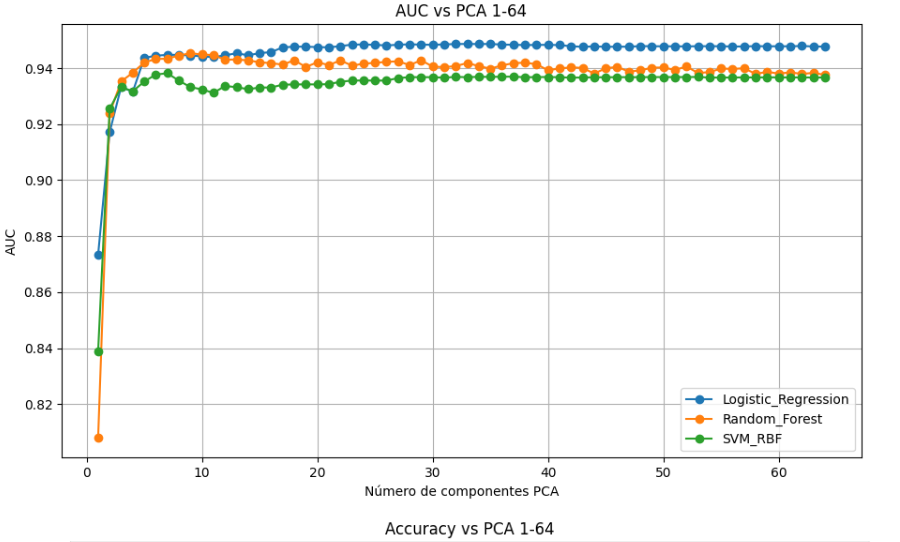 AUC vs PCA 1-64
AUC
0.94
0.92
0.90
0.88
0.86
0.84
0.82
Logistic_Regression
Random_Forest
SVM_RBF
0 10 20 30 40 50 60
Número de componentes PCA
Accuracy vs PCA 1-64